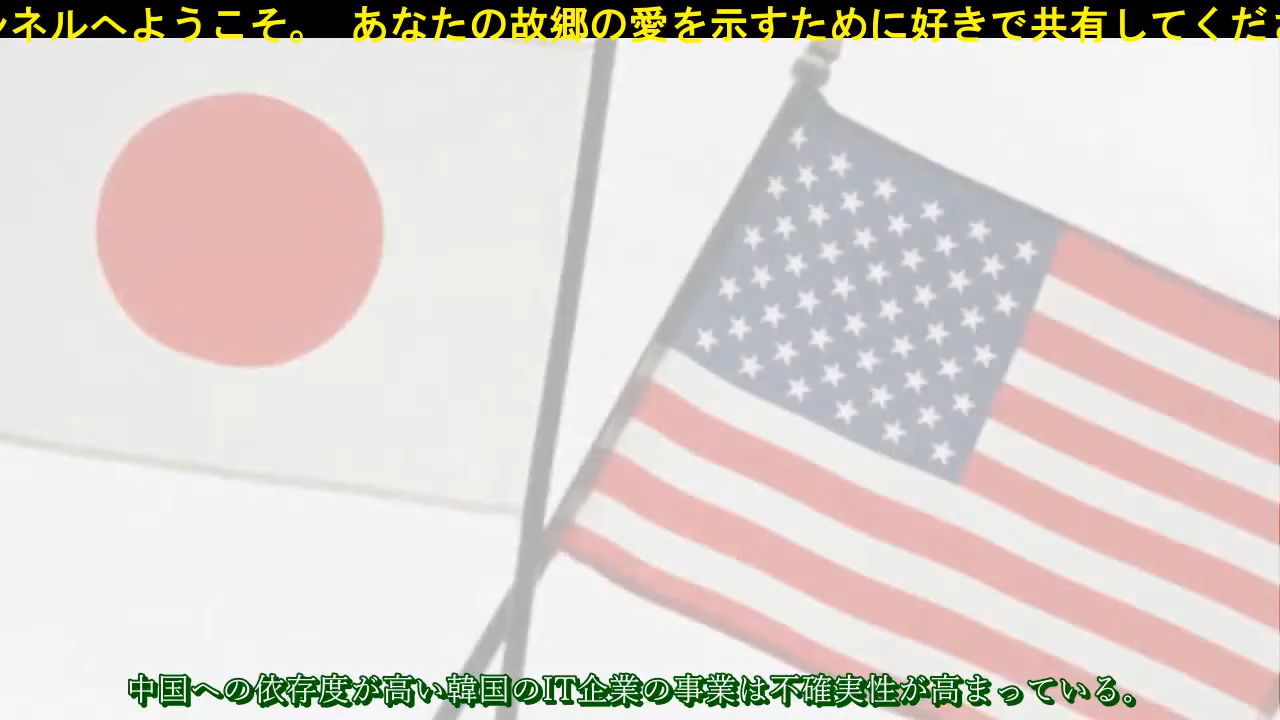 ンネルへようこそ。 あなたの故郷の愛を示すために好きで共有してくださ
中国への依存度が高い韓国のIT企業の事業は不確実性が高まっている。